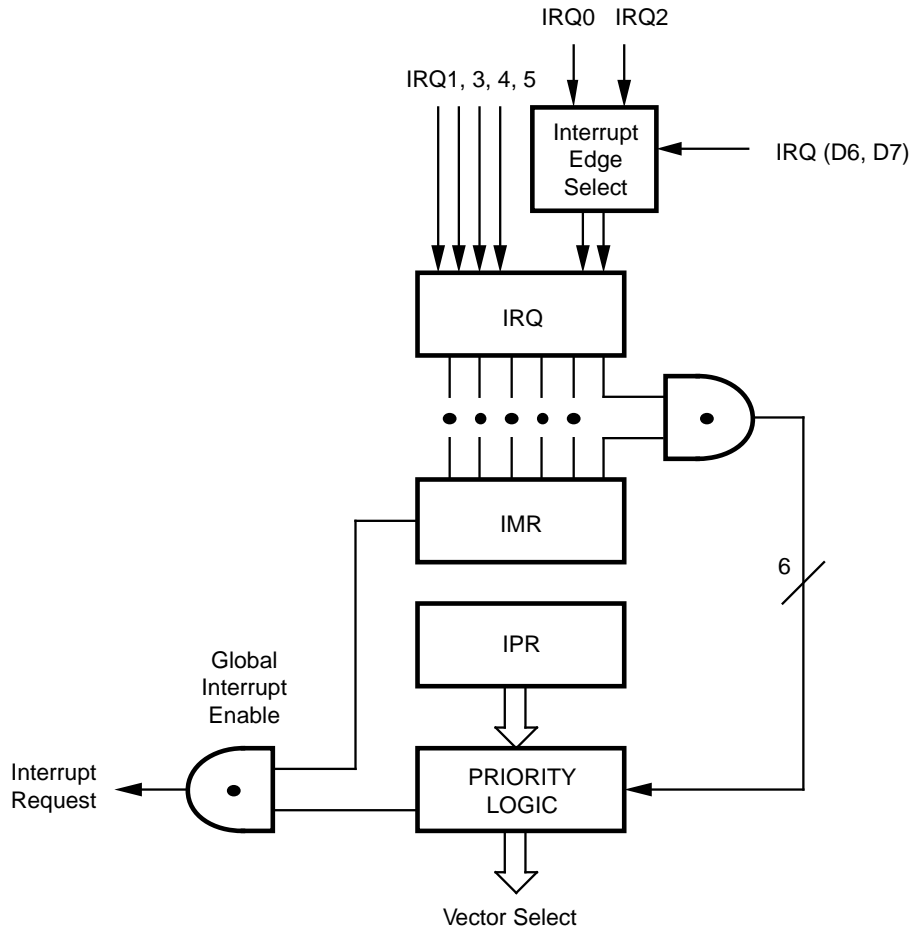 IRQ0 IRQ2
IRQ1, 3, 4, 5
Interrupt
Edge
Select
IRQ (D6, D7)
IRQ
IMR
6
IPR
Global
Interrupt
Enable
Interrupt
Request
PRIORITY
LOGIC
Vector Select